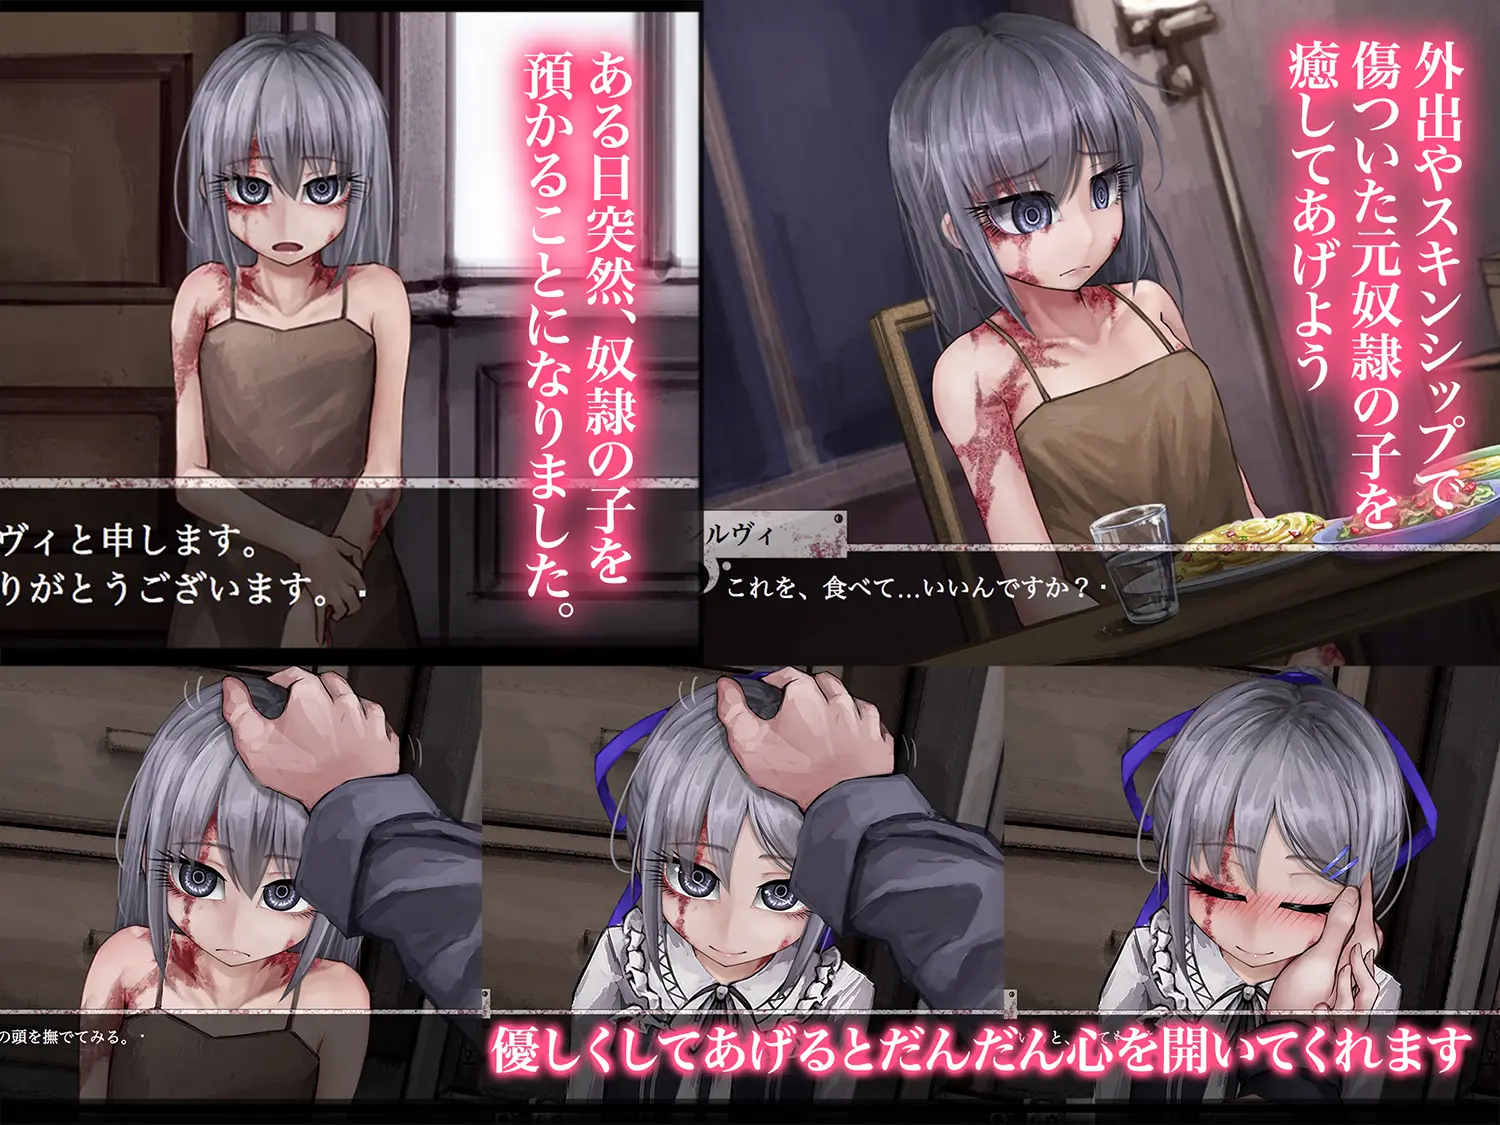 ある日突然、奴隷の子を
預かることになりました。
ヴィと申します。
りがとうございます。
外出やスキンシップで
傷ついた元奴隷の子を
癒してあげよう
シルヴィ
これを、食べて…いいんですか？
の頭を撫でてみる。
優しくしてあげるとだんだん心を開いてくれます